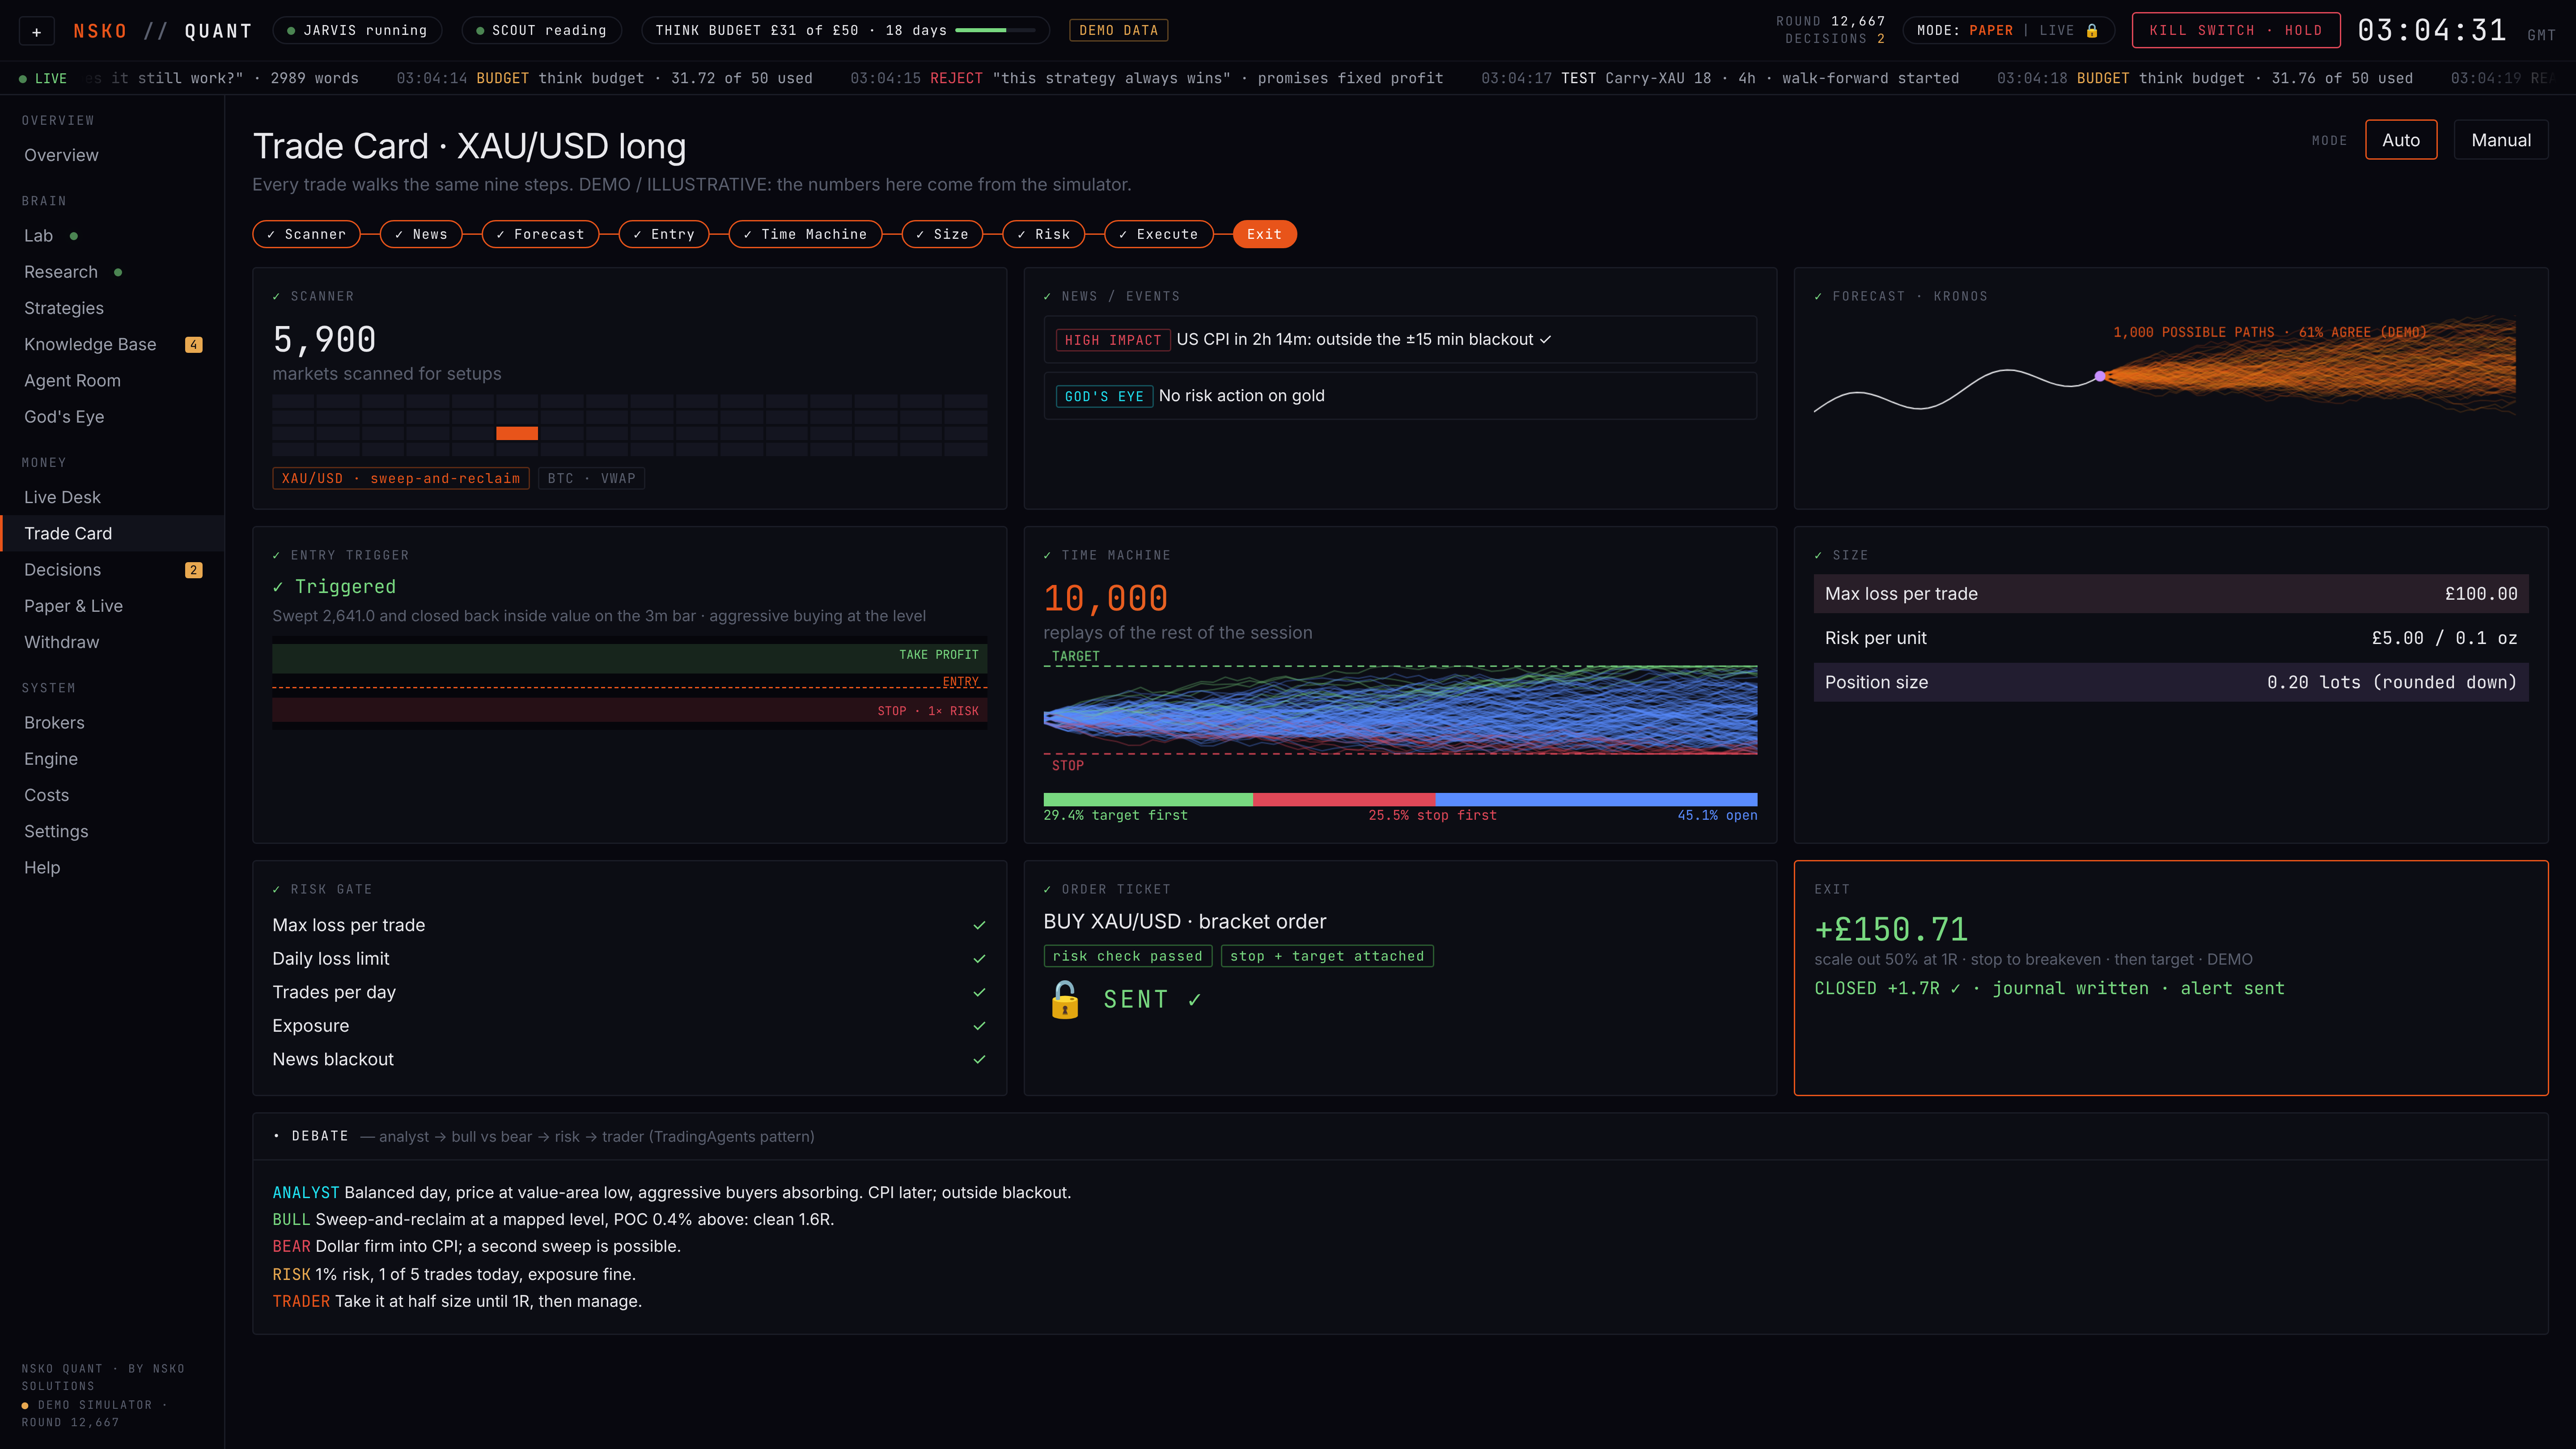 +
NSKO // QUANT
JARVIS running
SCOUT reading
THINK BUDGET £31 of £50 · 18 days
DEMO DATA
ROUND 12,667
DECISIONS 2
MODE: PAPER | LIVE 🔒
KILL SWITCH · HOLD
03:04:31 GMT
LIVE
it still work?" · 2989 words
03:04:14 BUDGET think budget · 31.72 of 50 used
03:04:15 REJECT "this strategy always wins" · promises fixed profit
03:04:17 TEST Carry-XAU 18 · 4h · walk-forward started
03:04:18 BUDGET think budget · 31.76 of 50 used
03:04:19
OVERVIEW
Overview
BRAIN
Lab
Research
Strategies
Knowledge Base 4
Agent Room
God's Eye
MONEY
Live Desk
Trade Card
Decisions 2
Paper & Live
Withdraw
SYSTEM
Brokers
Engine
Costs
Settings
Help
NSKO QUANT · BY NSKO
SOLUTIONS
DEMO SIMULATOR ·
ROUND 12,667
Trade Card · XAU/USD long
MODE Auto Manual
Every trade walks the same nine steps. DEMO / ILLUSTRATIVE: the numbers here come from the simulator.
✓ Scanner ✓ News ✓ Forecast ✓ Entry ✓ Time Machine ✓ Size ✓ Risk ✓ Execute Exit
✓ SCANNER
5,900
markets scanned for setups
XAU/USD · sweep-and-reclaim BTC · VWAP
✓ NEWS / EVENTS
HIGH IMPACT US CPI in 2h 14m: outside the ±15 min blackout ✓
GOD'S EYE No risk action on gold
✓ FORECAST · KRONOS
1,000 POSSIBLE PATHS · 61% AGREE (DEMO)
✓ ENTRY TRIGGER
✓ Triggered
Swept 2,641.0 and closed back inside value on the 3m bar · aggressive buying at the level
TAKE PROFIT
ENTRY
STOP · 1× RISK
✓ TIME MACHINE
10,000
replays of the rest of the session
TARGET
STOP
29.4% target first 25.5% stop first 45.1% open
✓ SIZE
Max loss per trade £100.00
Risk per unit £5.00 / 0.1 oz
Position size 0.20 lots (rounded down)
✓ RISK GATE
Max loss per trade ✓
Daily loss limit ✓
Trades per day ✓
Exposure ✓
News blackout ✓
✓ ORDER TICKET
BUY XAU/USD · bracket order
risk check passed stop + target attached
🔓 SENT ✓
EXIT
+£150.71
scale out 50% at 1R · stop to breakeven · then target · DEMO
CLOSED +1.7R ✓ · journal written · alert sent
• DEBATE — analyst → bull vs bear → risk → trader (TradingAgents pattern)
ANALYST Balanced day, price at value-area low, aggressive buyers absorbing. CPI later; outside blackout.
BULL Sweep-and-reclaim at a mapped level, POC 0.4% above: clean 1.6R.
BEAR Dollar firm into CPI; a second sweep is possible.
RISK 1% risk, 1 of 5 trades today, exposure fine.
TRADER Take it at half size until 1R, then manage.